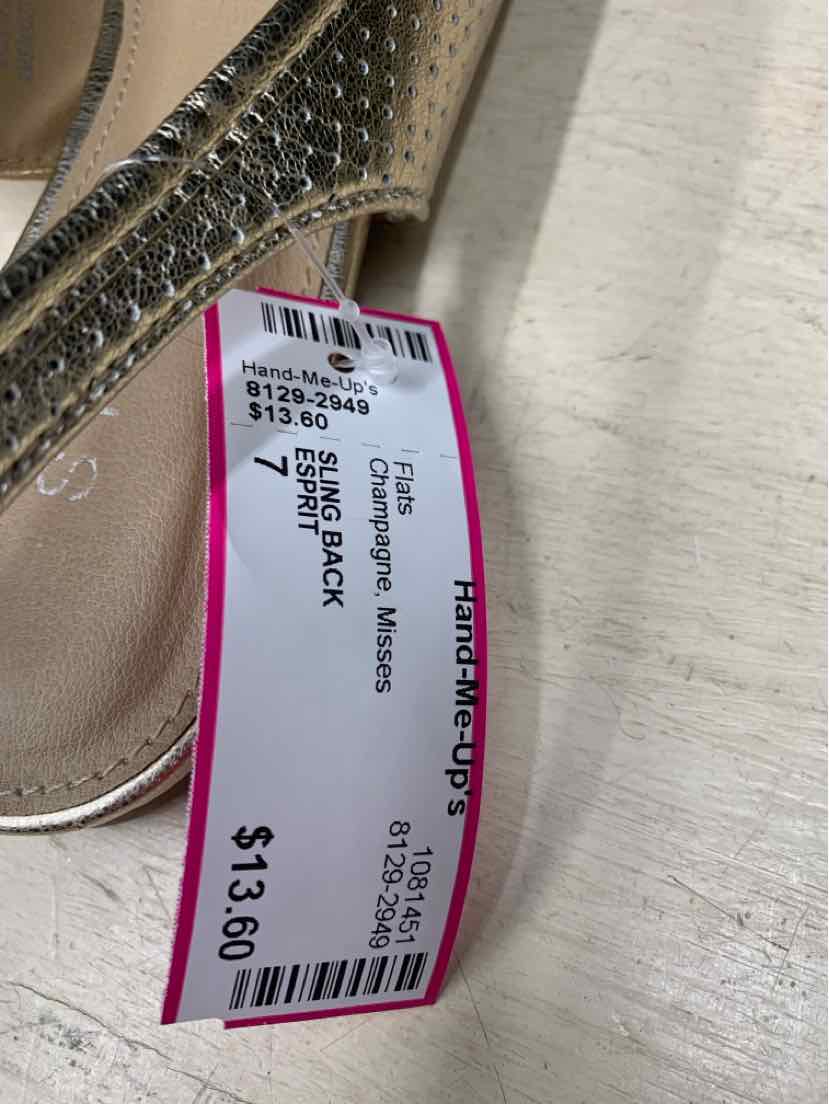 Hand-Me-Up's
8129-2949
$13.60
Hand-Me-Up's
1081451
8129-2949
Flats
Champagne, Misses
SLING BACK
ESPRIT
7
$13.60